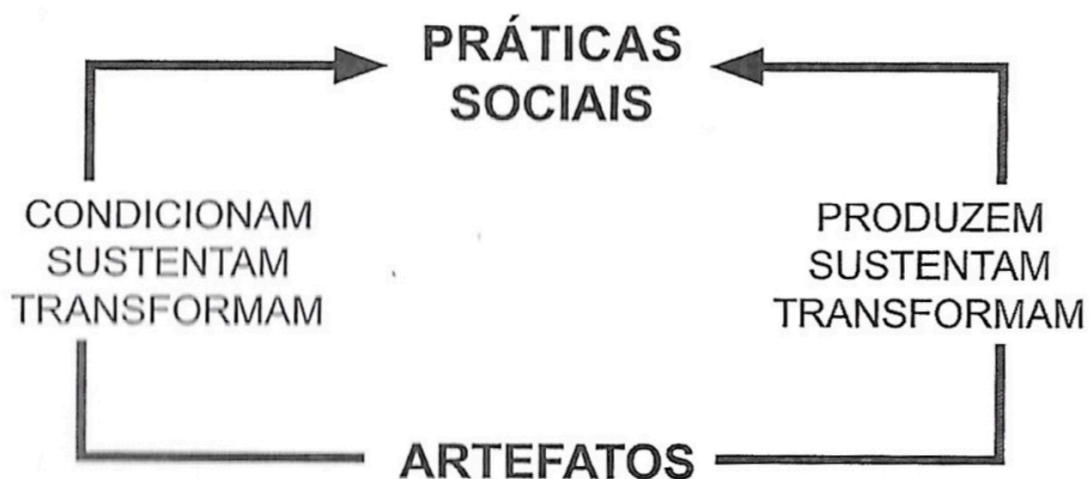 PRÁTICAS
SOCIAIS
CONDICIONAM
SUSTENTAM
TRANSFORMAM
PRODUZEM
SUSTENTAM
TRANSFORMAM
ARTEFATOS